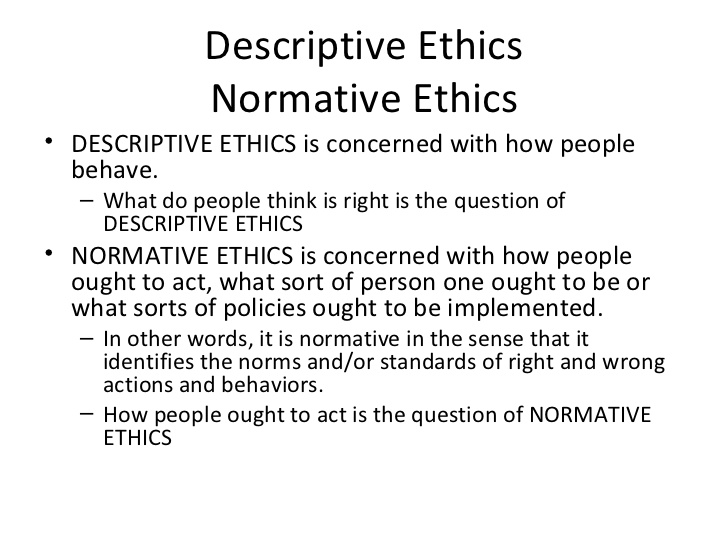 Descriptive Ethics
Normative Ethics
• DESCRIPTIVE ETHICS is concerned with how people
behave.
– What do people think is right is the question of
DESCRIPTIVE ETHICS
• NORMATIVE ETHICS is concerned with how people
ought to act, what sort of person one ought to be or
what sorts of policies ought to be implemented.
– In other words, it is normative in the sense that it
identifies the norms and/or standards of right and wrong
actions and behaviors.
– How people ought to act is the question of NORMATIVE
ETHICS